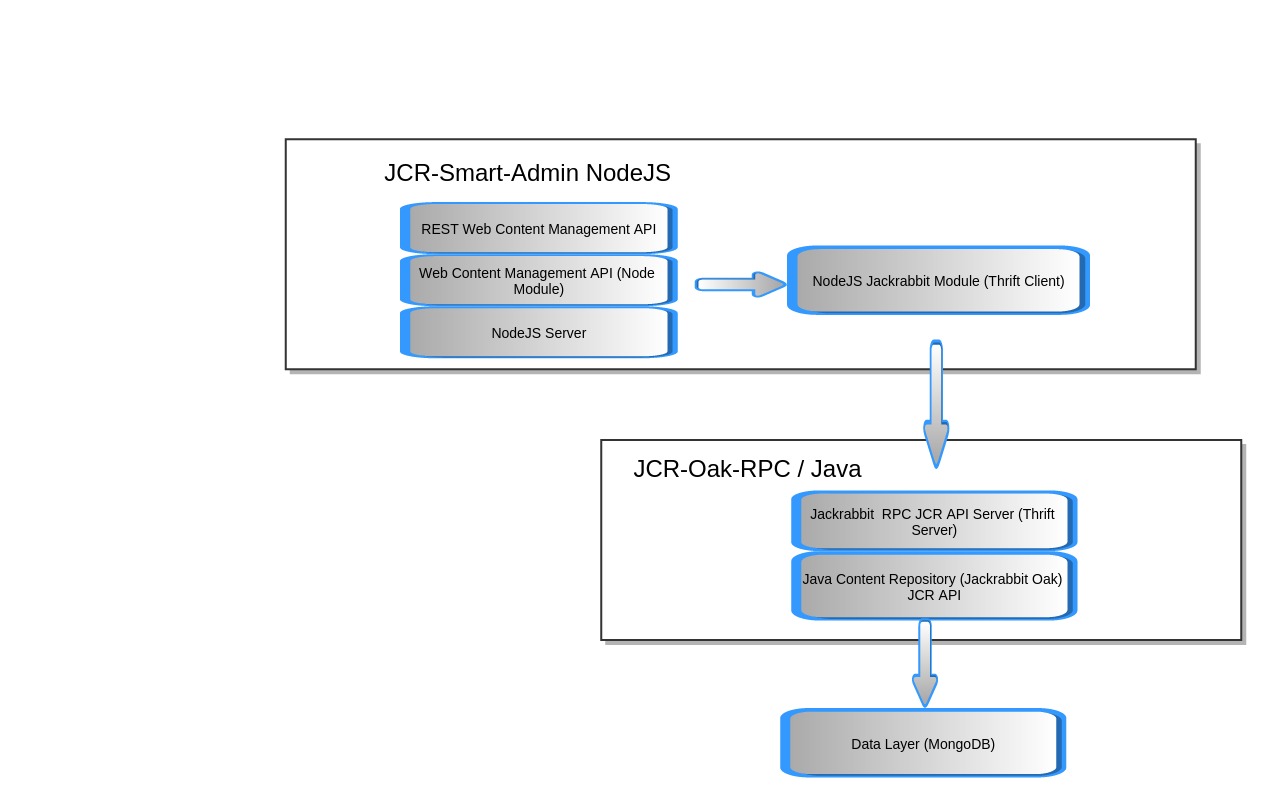 JCR-Smart-Admin NodeJS
REST Web Content Management API
Web Content Management API (Node
Module)
NodeJS Server
NodeJS Jackrabbit Module (Thrift Client)
JCR-Oak-RPC / Java
Jackrabbit  RPC JCR API Server (Thrift
Server)
Java Content Repository (Jackrabbit Oak)
JCR API
Data Layer (MongoDB)